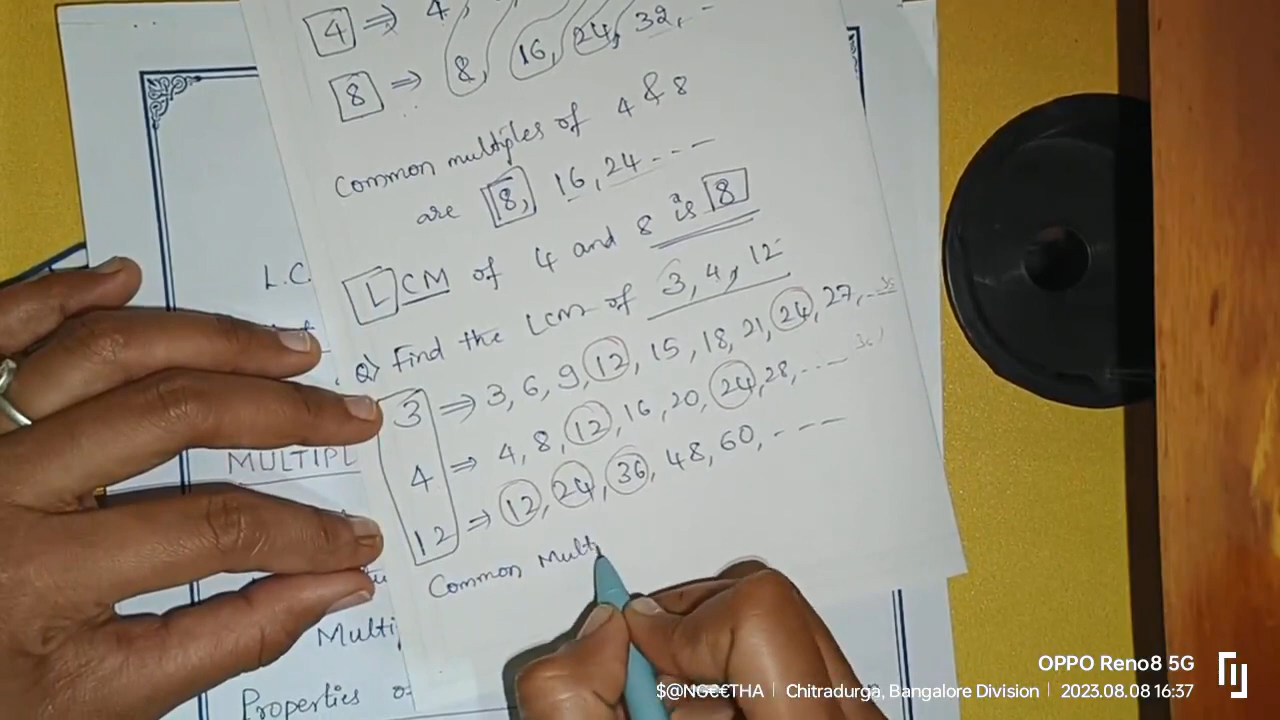 4 ⇒ 4,
8 ⇒ 8, 16, 24, 32, -
Common multiples of 4 & 8
are 8, 16, 24 - - -
LCM of 4 and 8 is 8
Q) Find the LCM of 3, 4, 12
3 ⇒ 3, 6, 9, 12, 15, 18, 21, 24, 27, ... 36
4 ⇒ 4, 8, 12, 16, 20, 24, 28, ... 36
12 ⇒ 12, 24, 36, 48, 60, - - -
Common Mult
L.C.
MULTIPL
Multi
Properties o
OPPO Reno8 5G
$@NG€€THA | Chitradurga, Bangalore Division | 2023.08.08 16:37